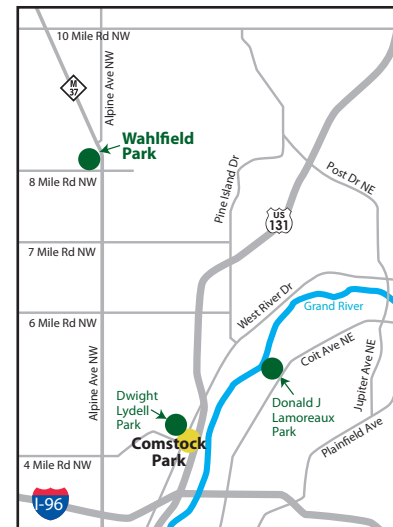 10 Mile Rd NW
Alpine Ave NW
M
37
Wahlfield
Park
8 Mile Rd NW
Pine Island Dr
Post Dr NE
US
131
7 Mile Rd NW
West River Dr
Grand River
6 Mile Rd NW
Coit Ave NE
Jupiter Ave NE
Alpine Ave NW
Dwight
Lydell
Park
Donald J
Lamoreaux
Park
Comstock
Park
Plainfield Ave
4 Mile Rd NW
I-96